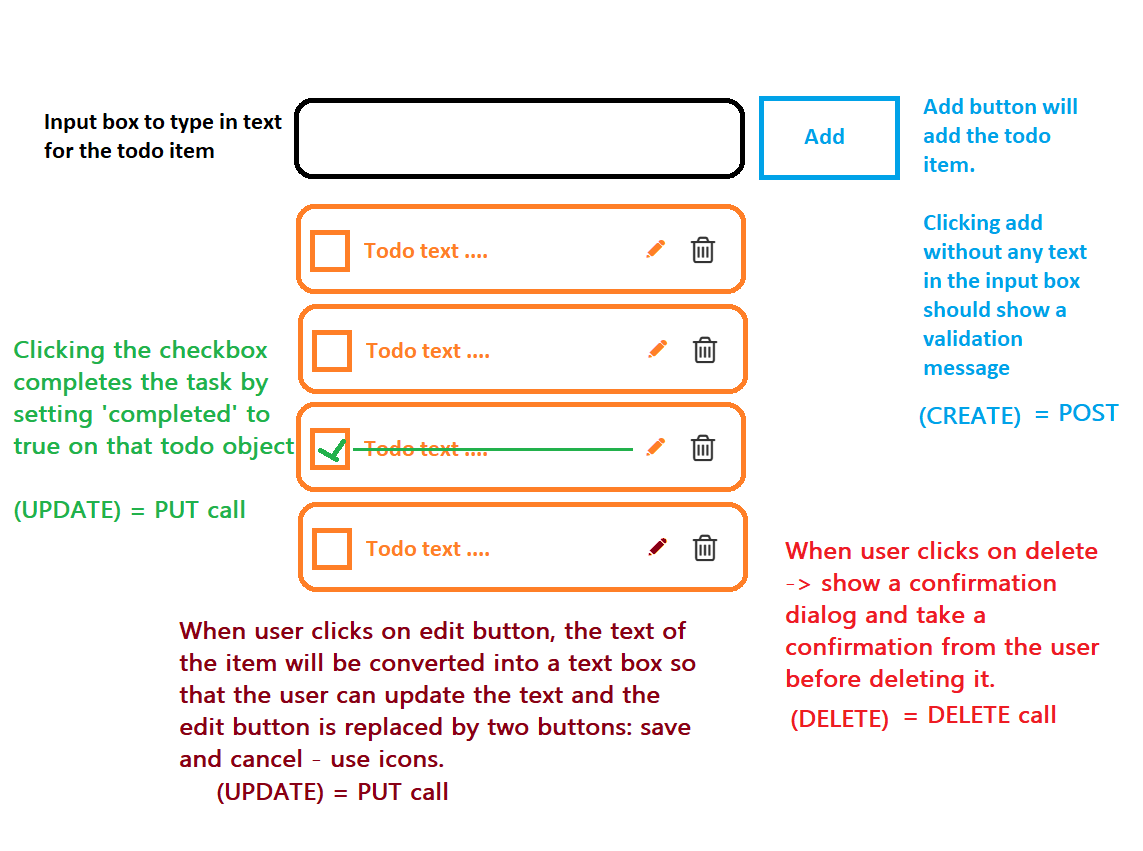 Input box to type in text
for the todo item
Add
Add button will
add the todo
item.
Clicking add
without any text
in the input box
should show a
validation
message
(CREATE) = POST
Todo text ....
Todo text ....
Todo text ....
Todo text ....
Clicking the checkbox
completes the task by
setting 'completed' to
true on that todo object
(UPDATE) = PUT call
When user clicks on edit button, the text of
the item will be converted into a text box so
that the user can update the text and the
edit button is replaced by two buttons: save
and cancel - use icons.
(UPDATE) = PUT call
When user clicks on delete
-> show a confirmation
dialog and take a
confirmation from the user
before deleting it.
(DELETE) = DELETE call